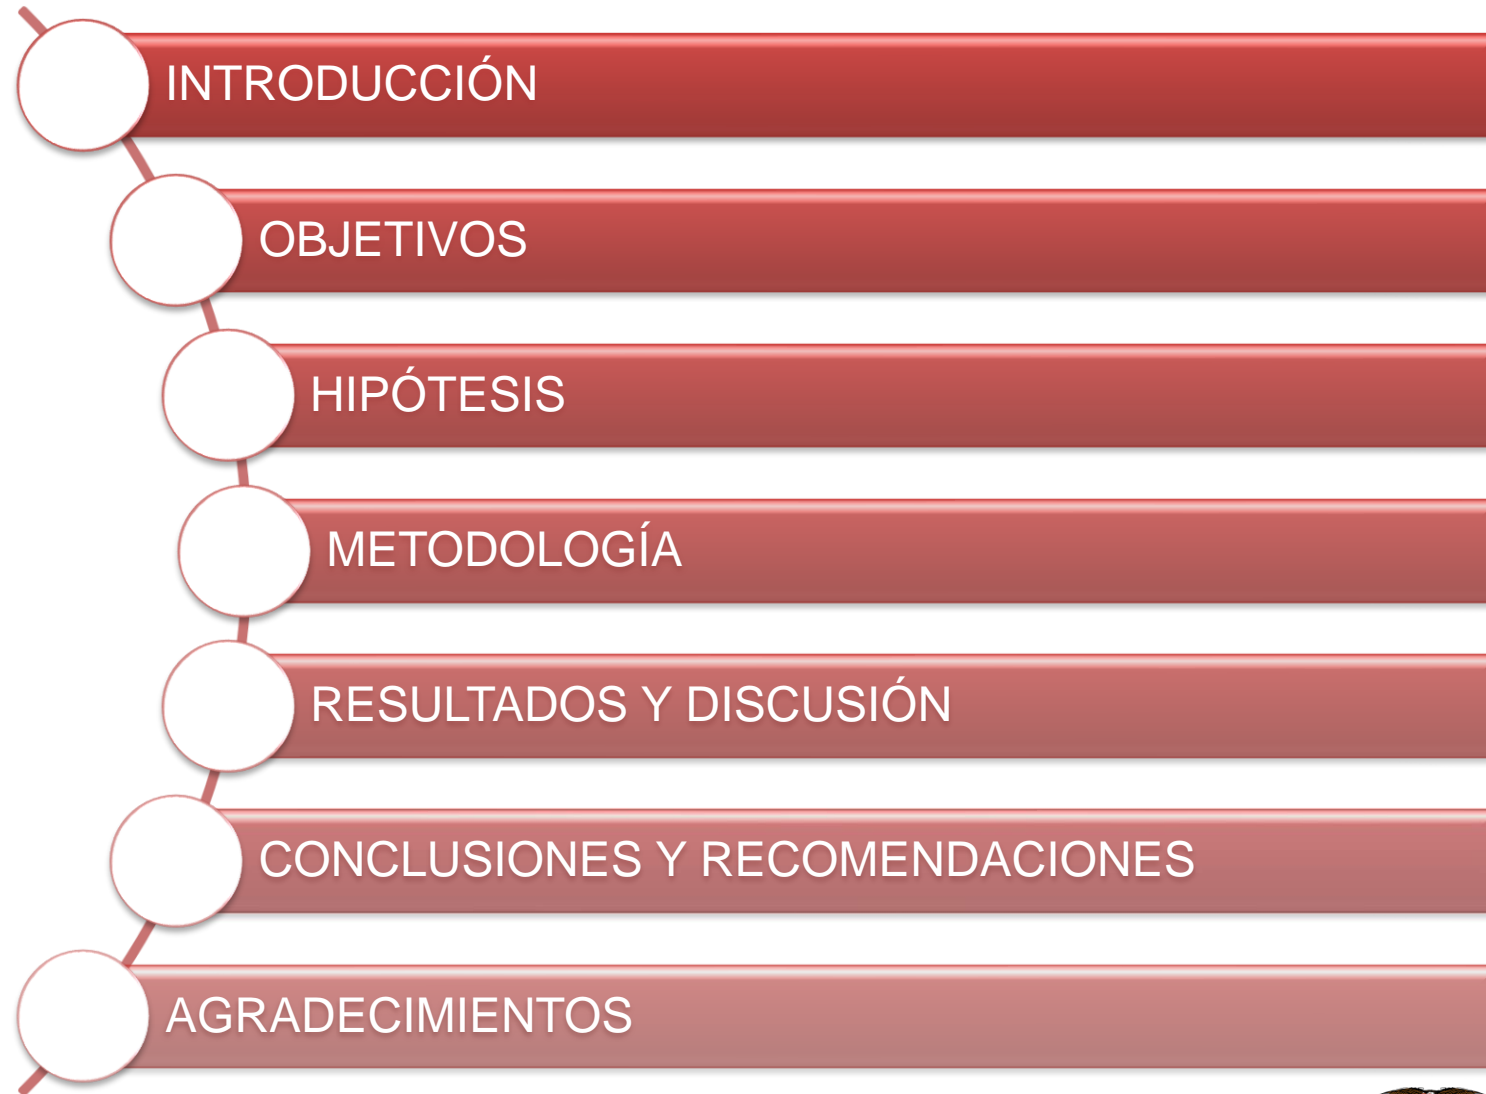 INTRODUCCIÓN
OBJETIVOS
HIPÓTESIS
METODOLOGÍA
RESULTADOS Y DISCUSIÓN
CONCLUSIONES Y RECOMENDACIONES
AGRADECIMIENTOS